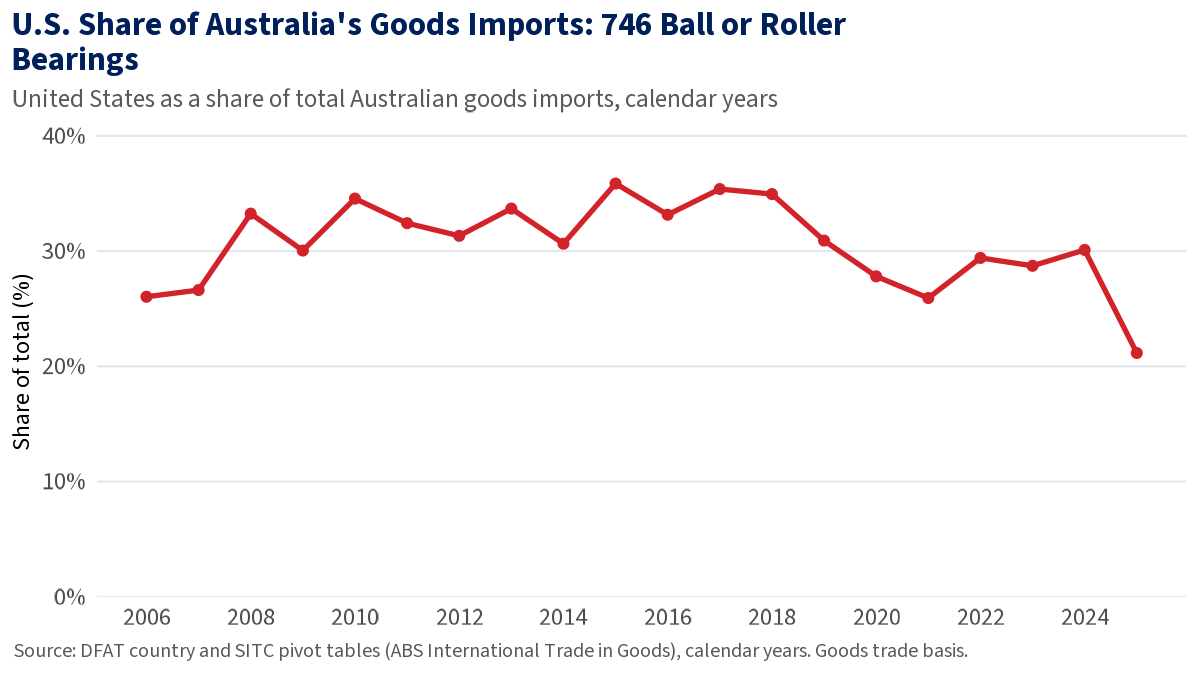 U.S. Share of Australia's Goods Imports: 746 Ball or Roller
Bearings
United States as a share of total Australian goods imports, calendar years
Share of total (%)
40%
30%
20%
10%
0%
2006 2008 2010 2012 2014 2016 2018 2020 2022 2024
Source: DFAT country and SITC pivot tables (ABS International Trade in Goods), calendar years. Goods trade basis.